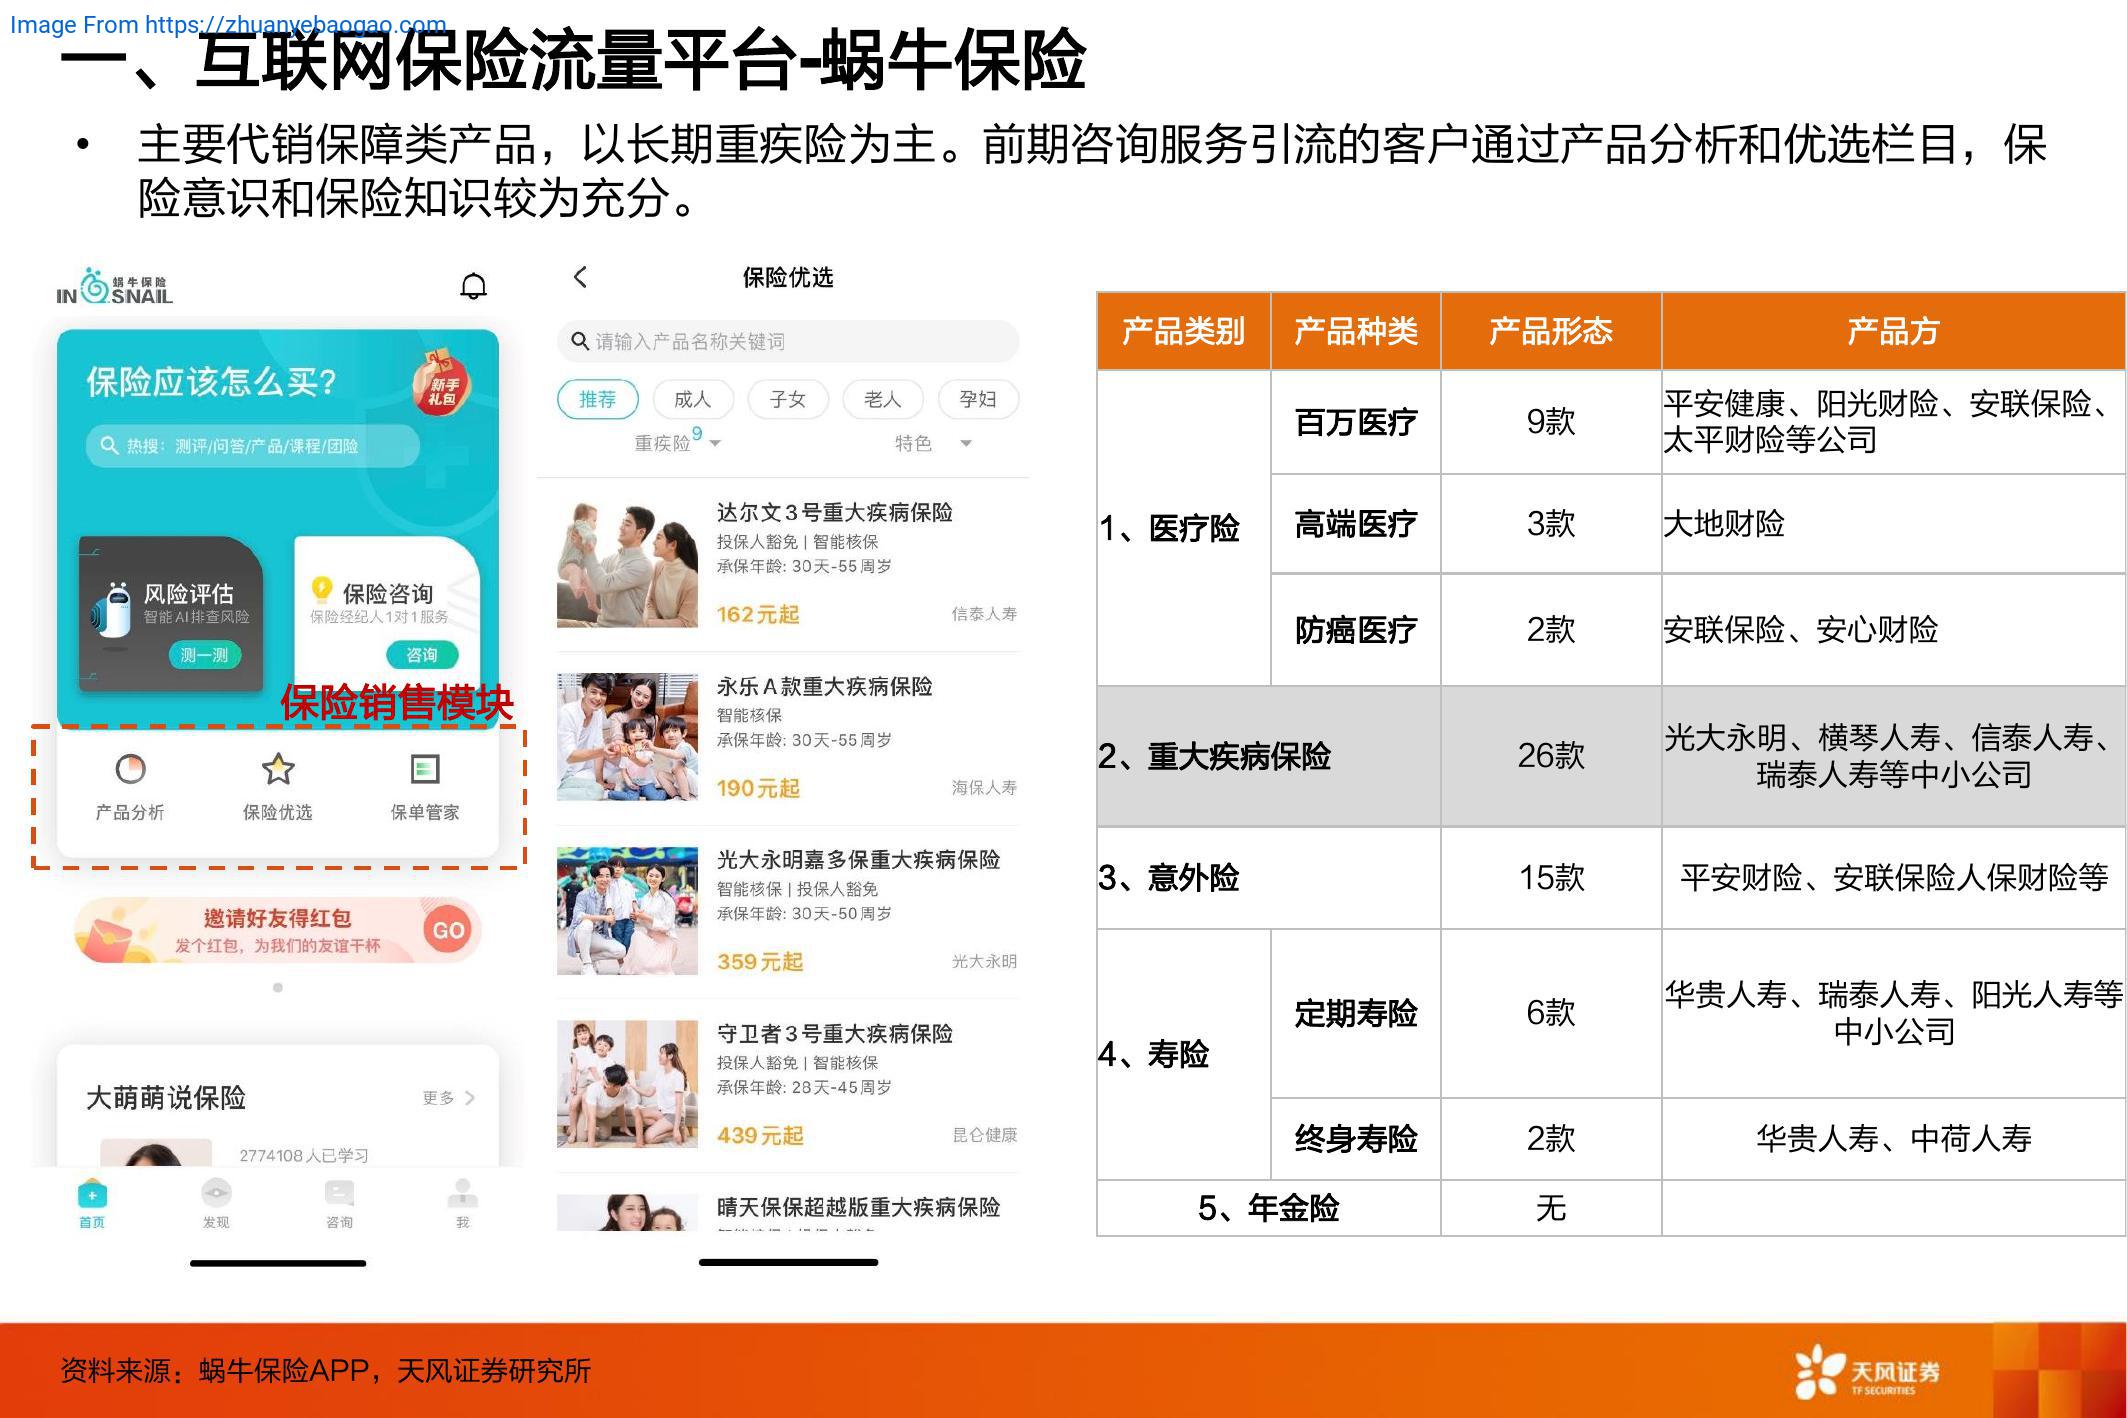 Image From https://zhuanyebaogao.com
一、互联网保险流量平台-蜗牛保险
• 主要代销保障类产品，以长期重疾险为主。前期咨询服务引流的客户通过产品分析和优选栏目，保
险意识和保险知识较为充分。
蜗牛保险
INSNAIL
保险应该怎么买？
新手
礼包
热搜：测评/问答/产品/课程/团险
风险评估
智能AI排查风险
测一测
保险咨询
保险经纪人1对1服务
咨询
保险销售模块
产品分析 保险优选 保单管家
邀请好友得红包
发个红包，为我们的友谊干杯
GO
大萌萌说保险 更多
2774108人已学习
首页 发现 咨询 我
保险优选
请输入产品名称关键词
推荐 成人 子女 老人 孕妇
重疾险9 特色
达尔文3号重大疾病保险
投保人豁免 | 智能核保
承保年龄: 30天-55周岁
162元起 信泰人寿
永乐A款重大疾病保险
智能核保
承保年龄: 30天-55周岁
190元起 海保人寿
光大永明嘉多保重大疾病保险
智能核保 | 投保人豁免
承保年龄: 30天-50周岁
359元起 光大永明
守卫者3号重大疾病保险
投保人豁免 | 智能核保
承保年龄: 28天-45周岁
439元起 昆仑健康
晴天保保超越版重大疾病保险
产品类别 产品种类 产品形态 产品方
1、医疗险
百万医疗 9款 平安健康、阳光财险、安联保险、
太平财险等公司
高端医疗 3款 大地财险
防癌医疗 2款 安联保险、安心财险
2、重大疾病保险 26款 光大永明、横琴人寿、信泰人寿、
瑞泰人寿等中小公司
3、意外险 15款 平安财险、安联保险人保财险等
4、寿险
定期寿险 6款 华贵人寿、瑞泰人寿、阳光人寿等
中小公司
终身寿险 2款 华贵人寿、中荷人寿
5、年金险 无
资料来源：蜗牛保险APP，天风证券研究所
天风证券
TF SECURITIES